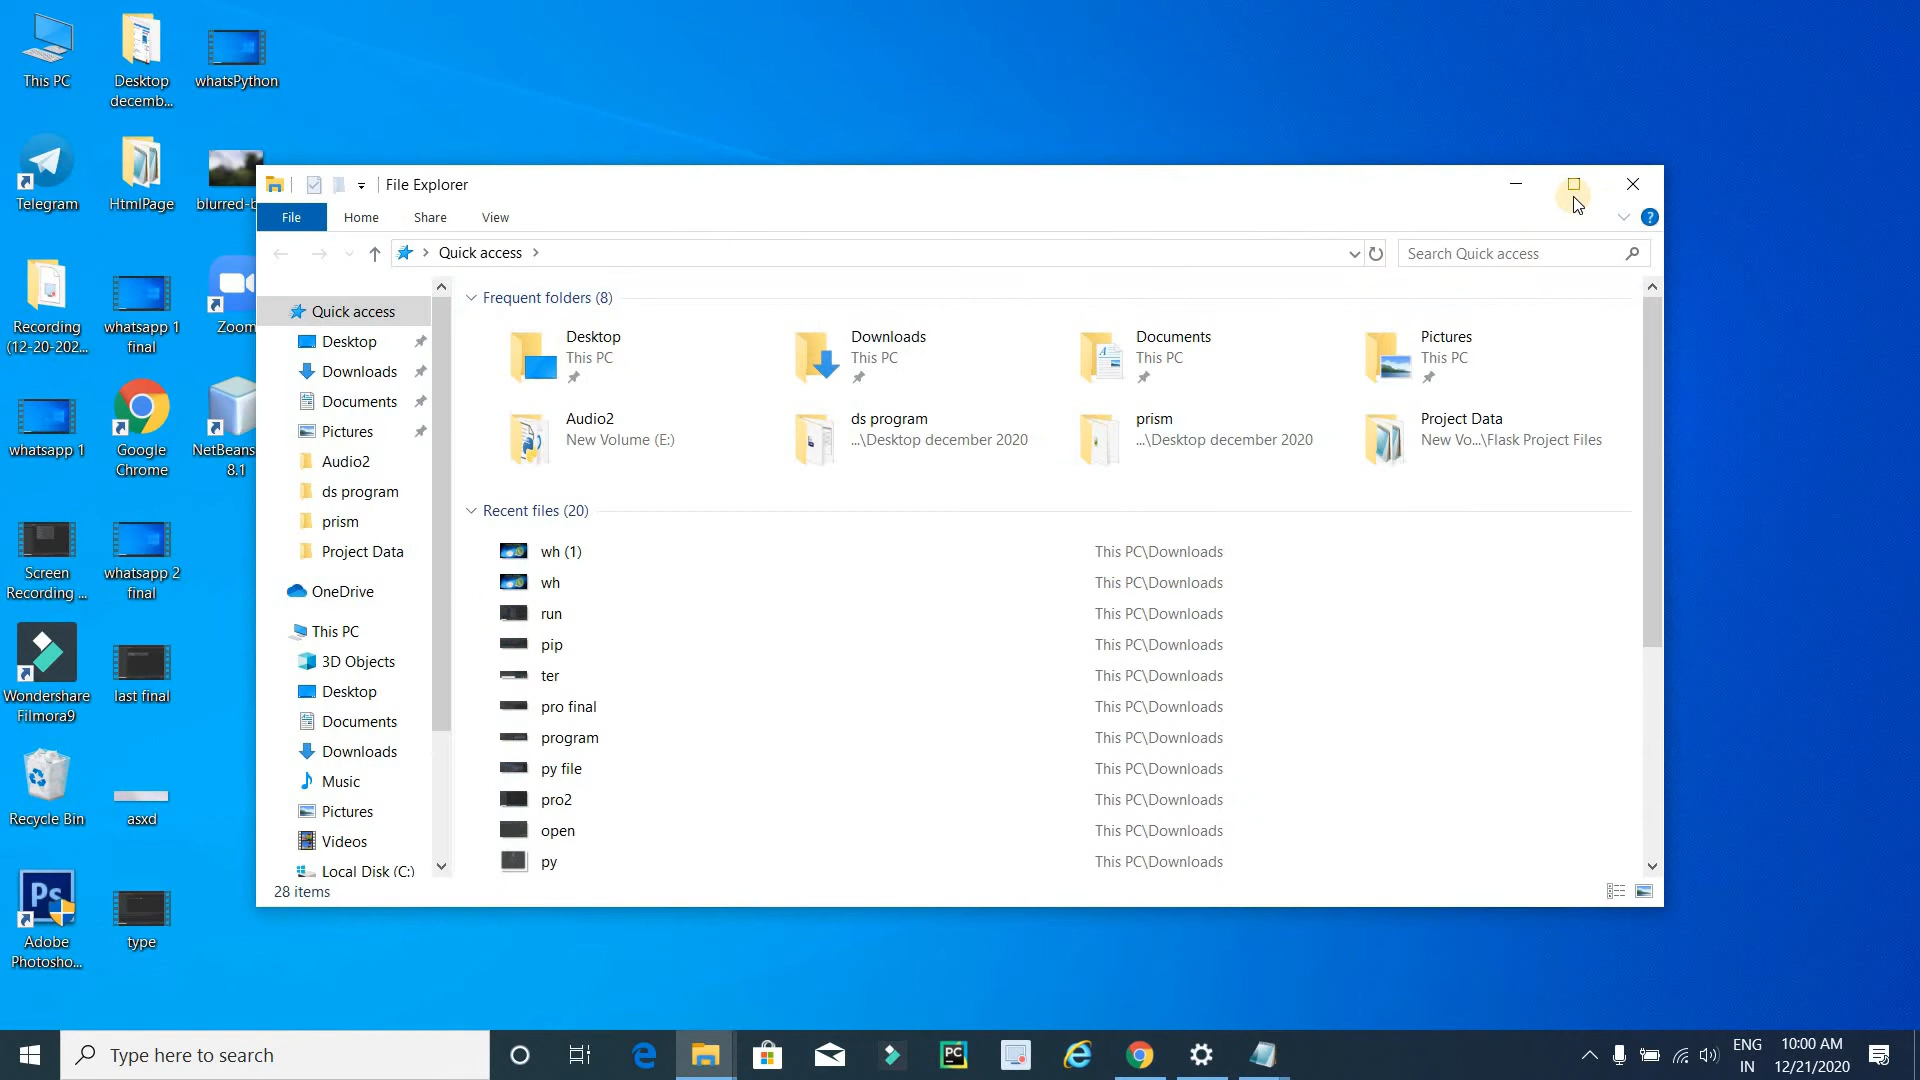 This PC
Desktop
decemb...
whatsPython
Telegram
HtmlPage
blurred-b
Recording
(12-20-202...
whatsapp 1
final
Zoom
whatsapp 1
Google
Chrome
NetBeans
8.1
Screen
Recording ...
whatsapp 2
final
Wondershare
Filmora9
last final
Recycle Bin
asxd
Ps
Adobe
Photosho...
type
File Explorer
File
Home
Share
View
?
Quick access
Search Quick access
Quick access
Desktop
Downloads
Documents
Pictures
Audio2
ds program
prism
Project Data
OneDrive
This PC
3D Objects
Desktop
Documents
Downloads
Music
Pictures
Videos
Local Disk (C:)
Frequent folders (8)
Desktop
This PC
Downloads
This PC
Documents
This PC
Pictures
This PC
Audio2
New Volume (E:)
ds program
...\Desktop december 2020
prism
...\Desktop december 2020
Project Data
New Vo...\Flask Project Files
Recent files (20)
wh (1) This PC\Downloads
wh This PC\Downloads
run This PC\Downloads
pip This PC\Downloads
ter This PC\Downloads
pro final This PC\Downloads
program This PC\Downloads
py file This PC\Downloads
pro2 This PC\Downloads
open This PC\Downloads
py This PC\Downloads
28 items
Type here to search
PC
ENG
IN
10:00 AM
12/21/2020